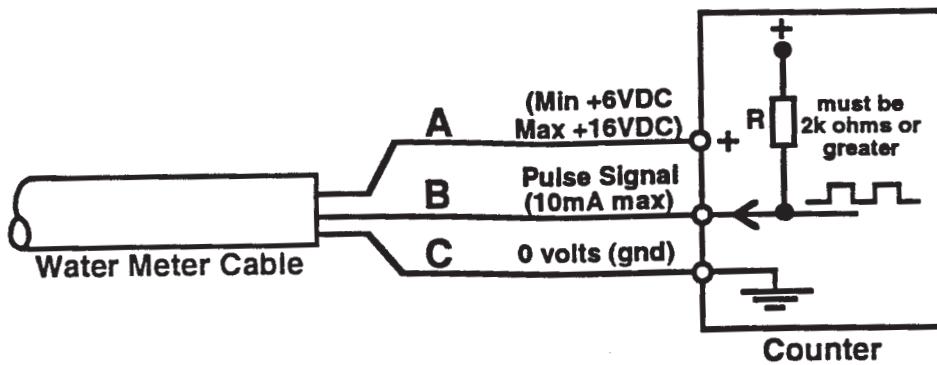 A
(Min +6VDC
Max +16VDC)
+
+
R
must be
2k ohms or
greater
B
Pulse Signal
(10mA max)
C
0 volts (gnd)
Water Meter Cable
Counter